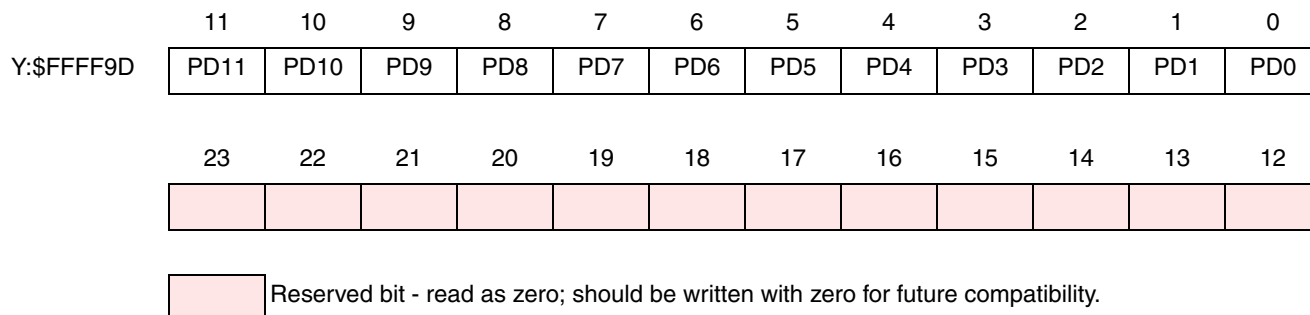 11 10 9 8 7 6 5 4 3 2 1 0
Y:$FFFF9D PD11 PD10 PD9 PD8 PD7 PD6 PD5 PD4 PD3 PD2 PD1 PD0
23 22 21 20 19 18 17 16 15 14 13 12
Reserved bit - read as zero; should be written with zero for future compatibility.